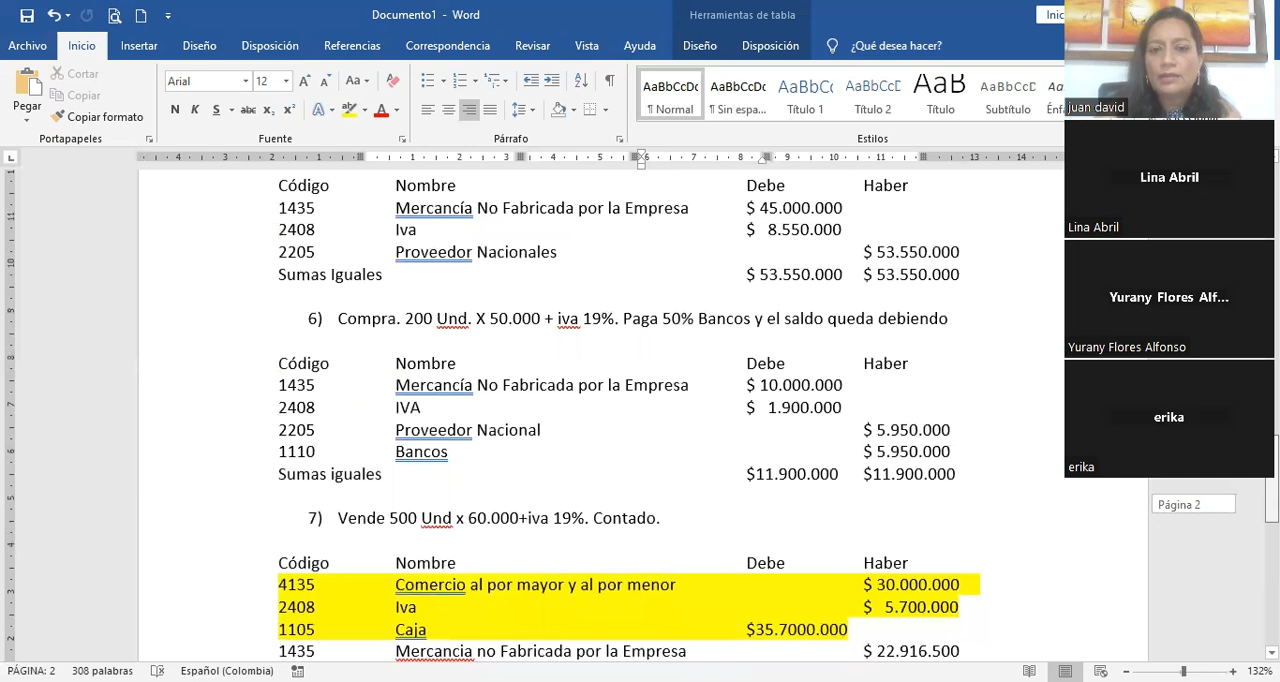 Documento1 - Word
Herramientas de tabla
Inic
Archivo Inicio Insertar Diseño Disposición Referencias Correspondencia Revisar Vista Ayuda Diseño Disposición ¿Qué desea hacer?
Pegar
Cortar
Copiar
Copiar formato
Arial 12
AaBbCcDc ¶ Normal
AaBbCcDc ¶ Sin espa...
AaBbCc Título 1
AaBbCcD Título 2
AaB Título
AaBbCcD Subtítulo
Portapapeles Fuente Párrafo Estilos
juan david
Lina Abril
Lina Abril
Yurany Flores Alf...
Yurany Flores Alfonso
erika
erika
Código Nombre Debe Haber
1435 Mercancía No Fabricada por la Empresa $ 45.000.000
2408 Iva $ 8.550.000
2205 Proveedor Nacionales $ 53.550.000
Sumas Iguales $ 53.550.000 $ 53.550.000
6) Compra. 200 Und. X 50.000 + iva 19%. Paga 50% Bancos y el saldo queda debiendo
Código Nombre Debe Haber
1435 Mercancía No Fabricada por la Empresa $ 10.000.000
2408 IVA $ 1.900.000
2205 Proveedor Nacional $ 5.950.000
1110 Bancos $ 5.950.000
Sumas iguales $11.900.000 $11.900.000
7) Vende 500 Und x 60.000+iva 19%. Contado.
Código Nombre Debe Haber
4135 Comercio al por mayor y al por menor $ 30.000.000
2408 Iva $ 5.700.000
1105 Caja $35.7000.000
1435 Mercancia no Fabricada por la Empresa $ 22.916.500
Página 2
PÁGINA: 2 308 palabras Español (Colombia) 132%